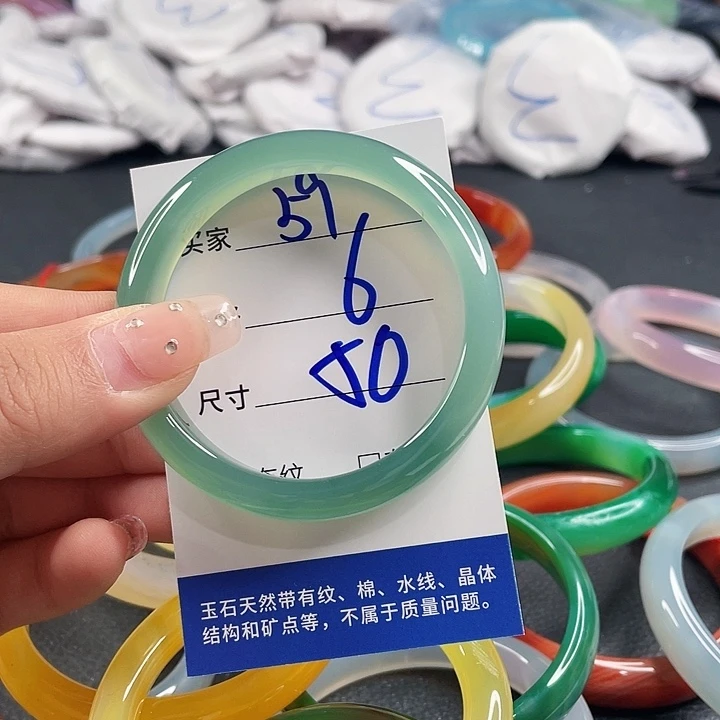 买家 59
6
尺寸 50
玉石天然带有纹、棉、水线、晶体
结构和矿点等，不属于质量问题。